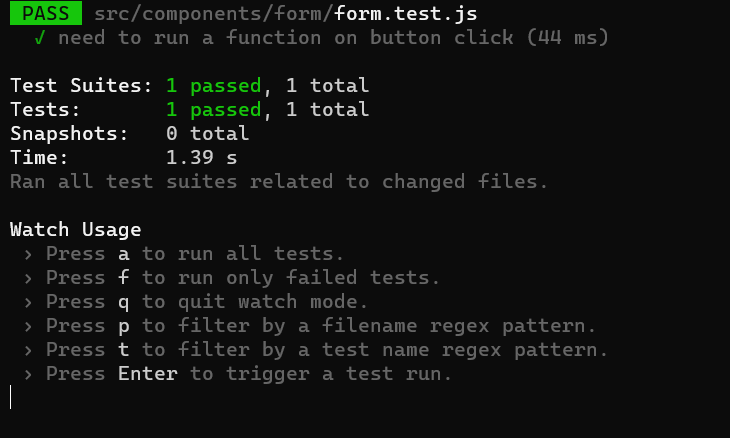 PASS src/components/form/form.test.js
√ need to run a function on button click (44 ms)
Test Suites: 1 passed, 1 total
Tests: 1 passed, 1 total
Snapshots: 0 total
Time: 1.39 s
Ran all test suites related to changed files.
Watch Usage
› Press a to run all tests.
› Press f to run only failed tests.
› Press q to quit watch mode.
› Press p to filter by a filename regex pattern.
› Press t to filter by a test name regex pattern.
› Press Enter to trigger a test run.